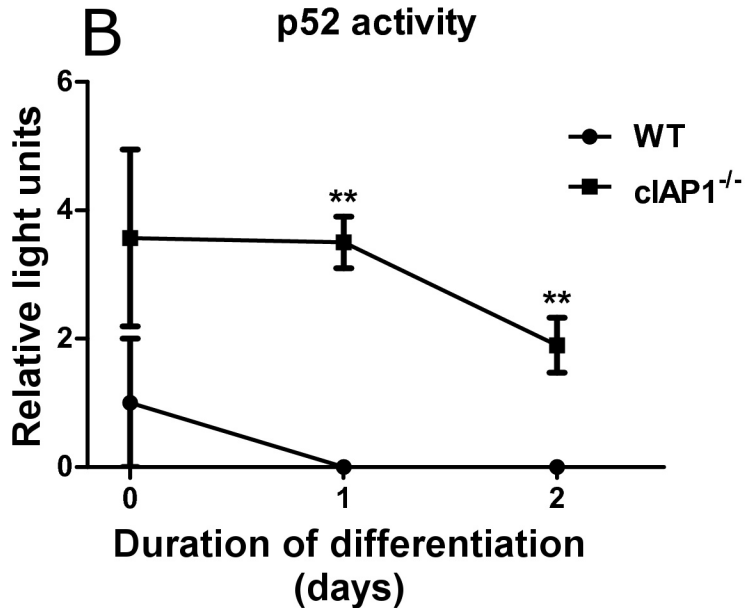 B
p52 activity
6
4
2
0
Relative light units
WT
cIAP1-/-
**
**
0 1 2
Duration of differentiation
(days)